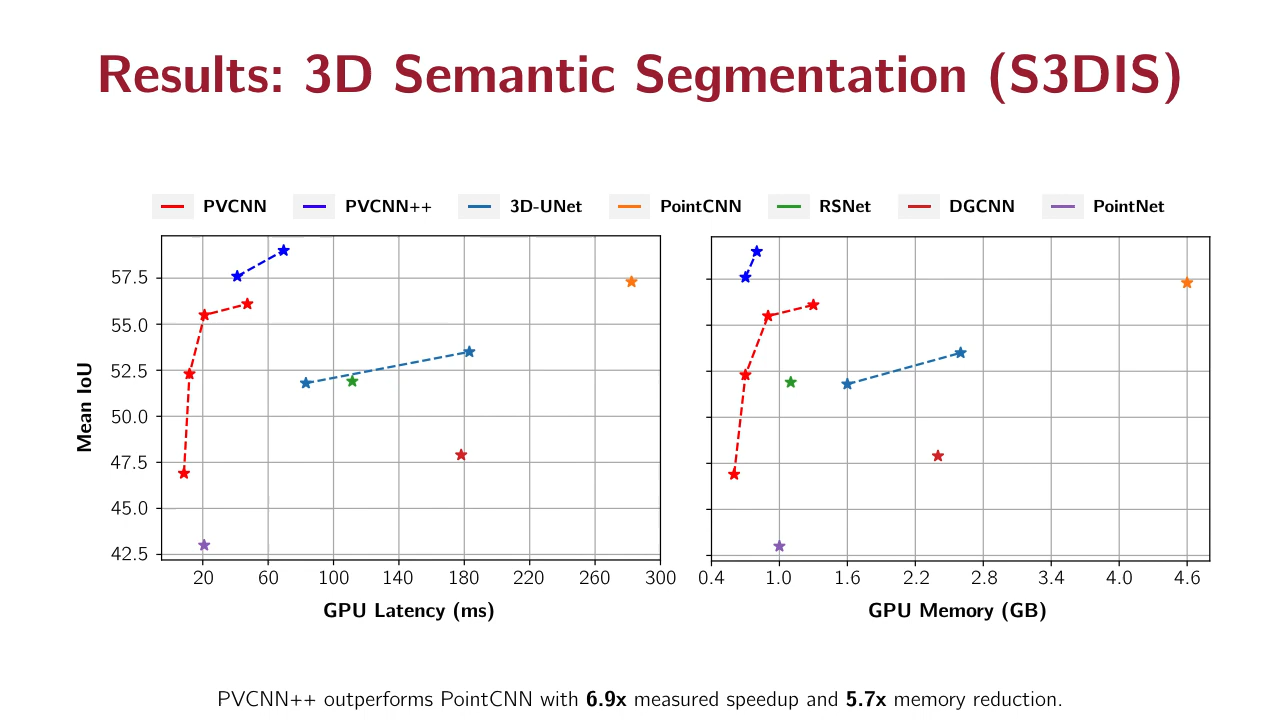 Results: 3D Semantic Segmentation (S3DIS)
PVCNN PVCNN++ 3D-UNet PointCNN RSNet DGCNN PointNet
Mean IoU
57.5
55.0
52.5
50.0
47.5
45.0
42.5
20 60 100 140 180 220 260 300
GPU Latency (ms)
0.4 1.0 1.6 2.2 2.8 3.4 4.0 4.6
GPU Memory (GB)
PVCNN++ outperforms PointCNN with 6.9x measured speedup and 5.7x memory reduction.